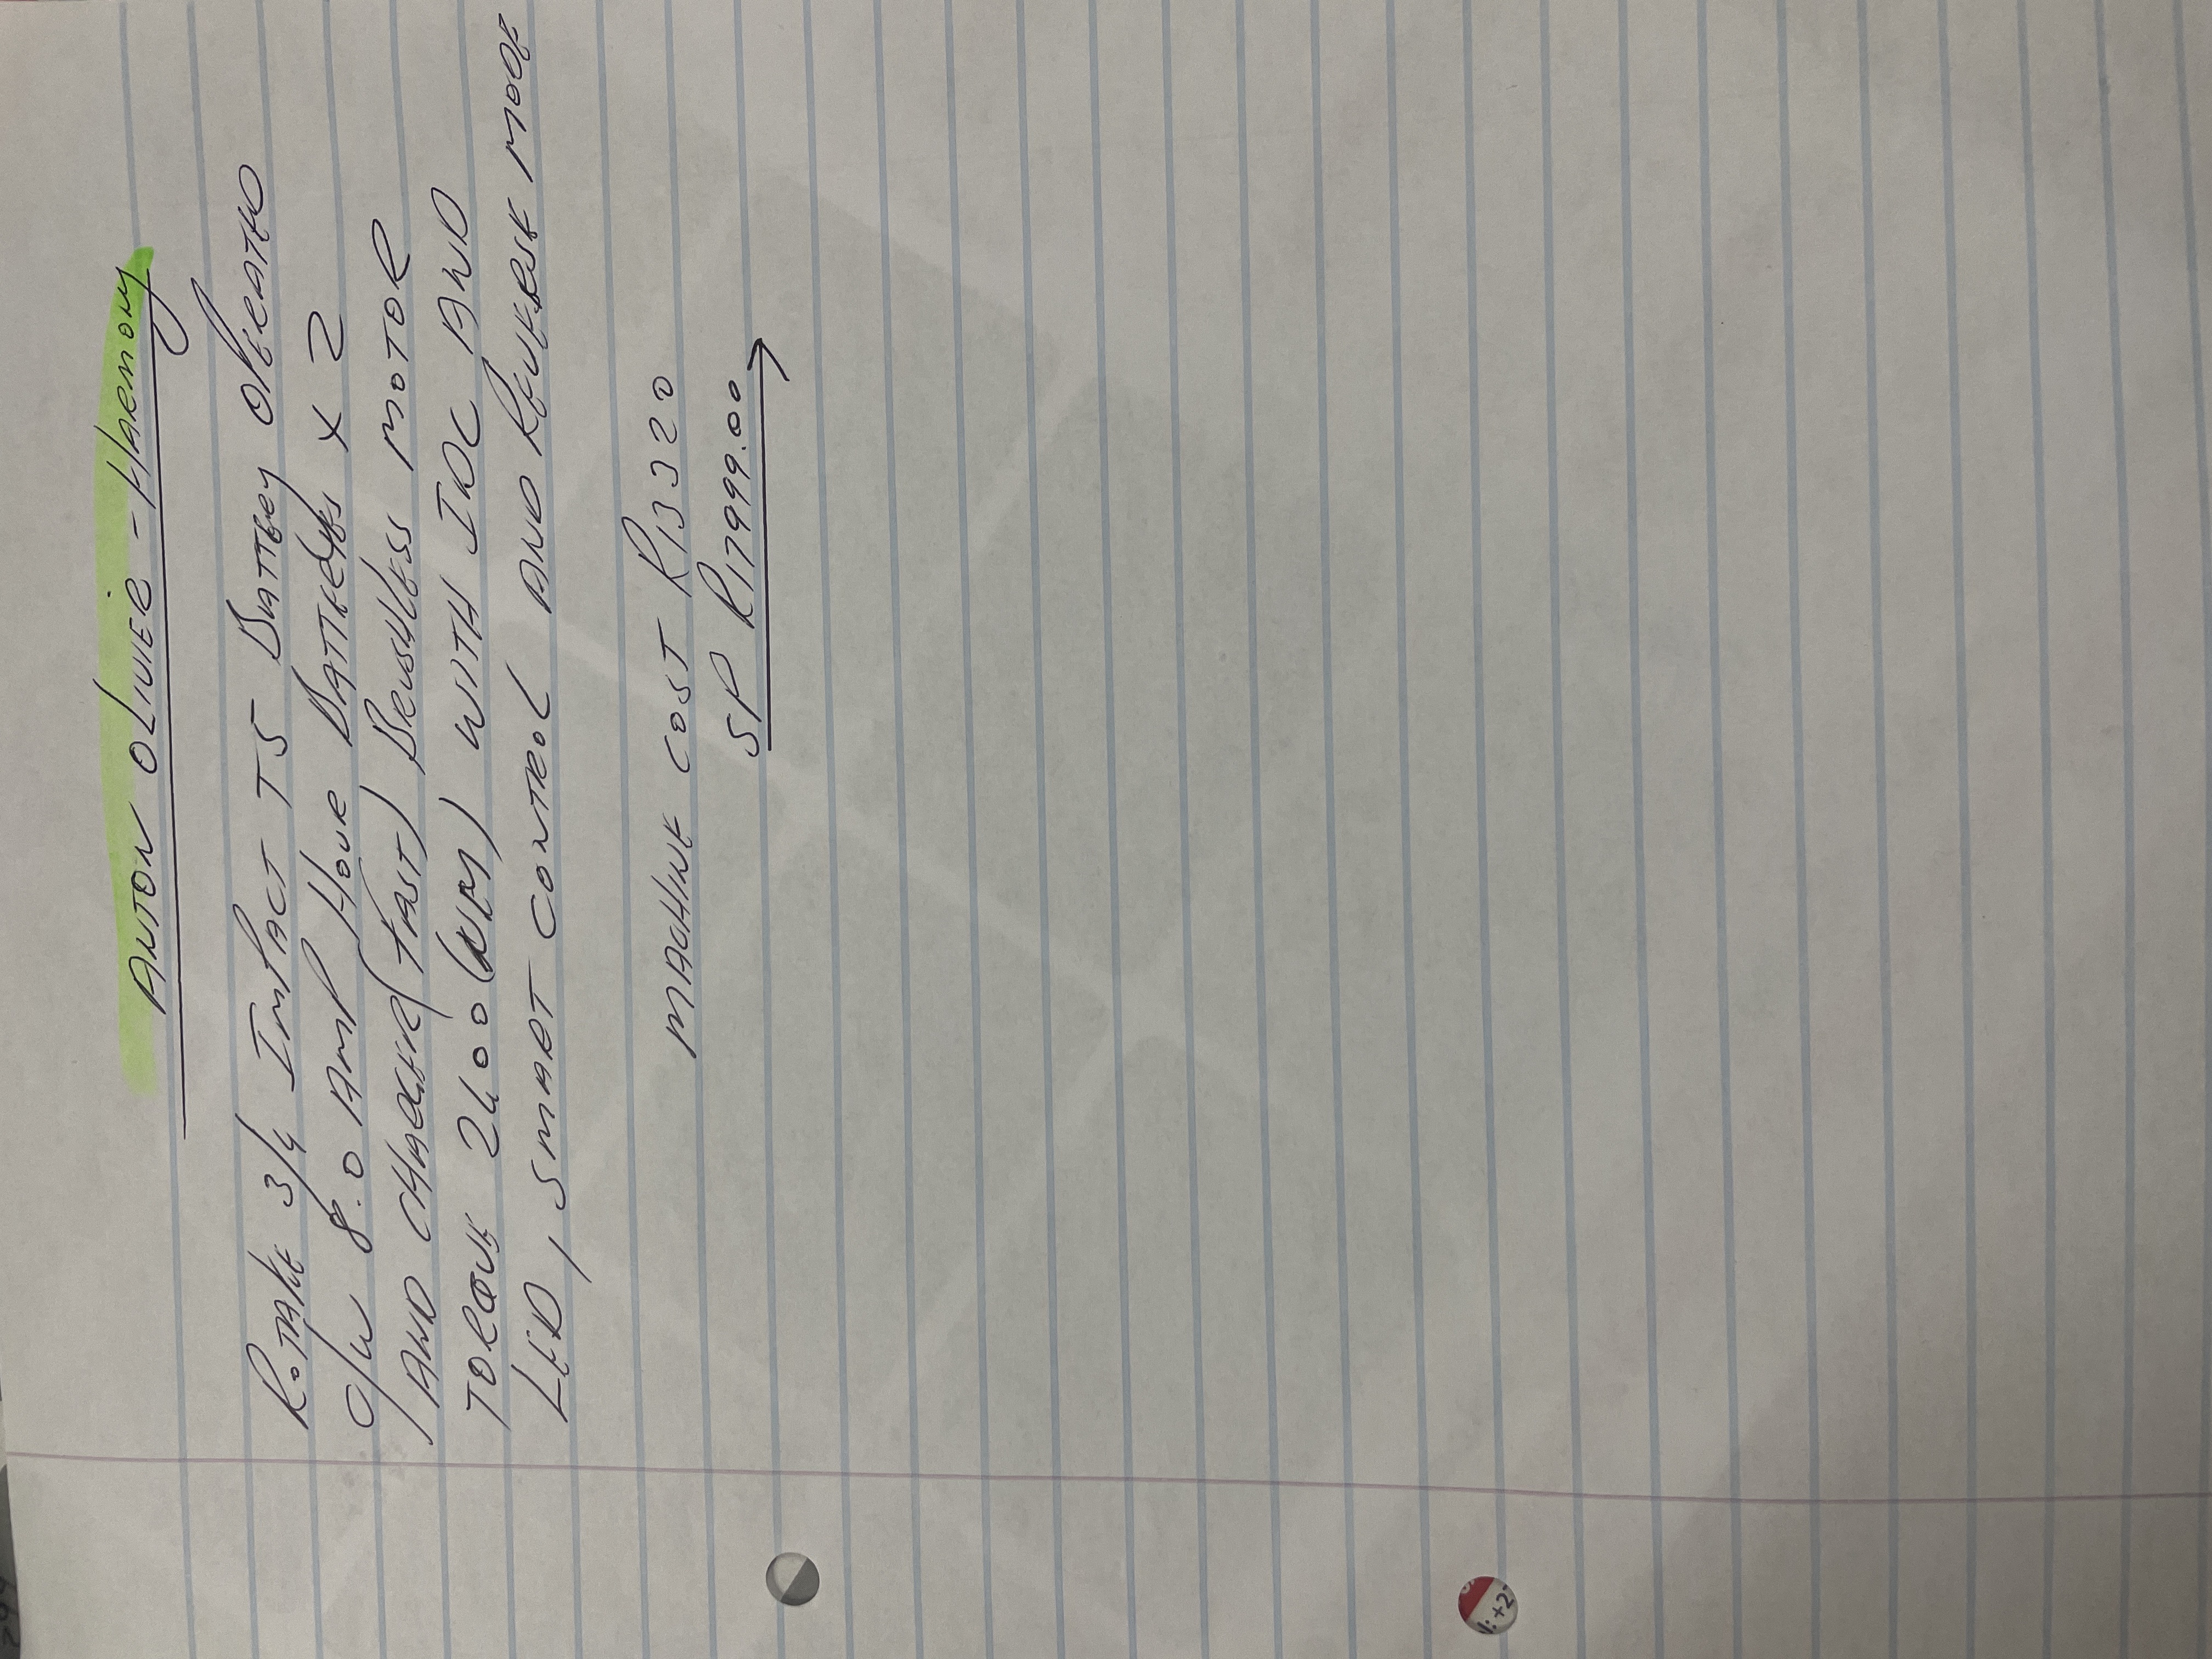 ANTON OLIVIER - HARMONY
ROTAKE 3/4 IMPACT T5 BATTERY OPERATED
C/W 8.0 AMP HOUR BATTERIES X 2
AND CHARGER (FAST) BRUSHLESS MOTOR
TORQUE 2400 (NM) WITH IDC AND
LED, SMART CONTROL AND REVERSE MODE
MACHINE COST R13320
SP R17999.00